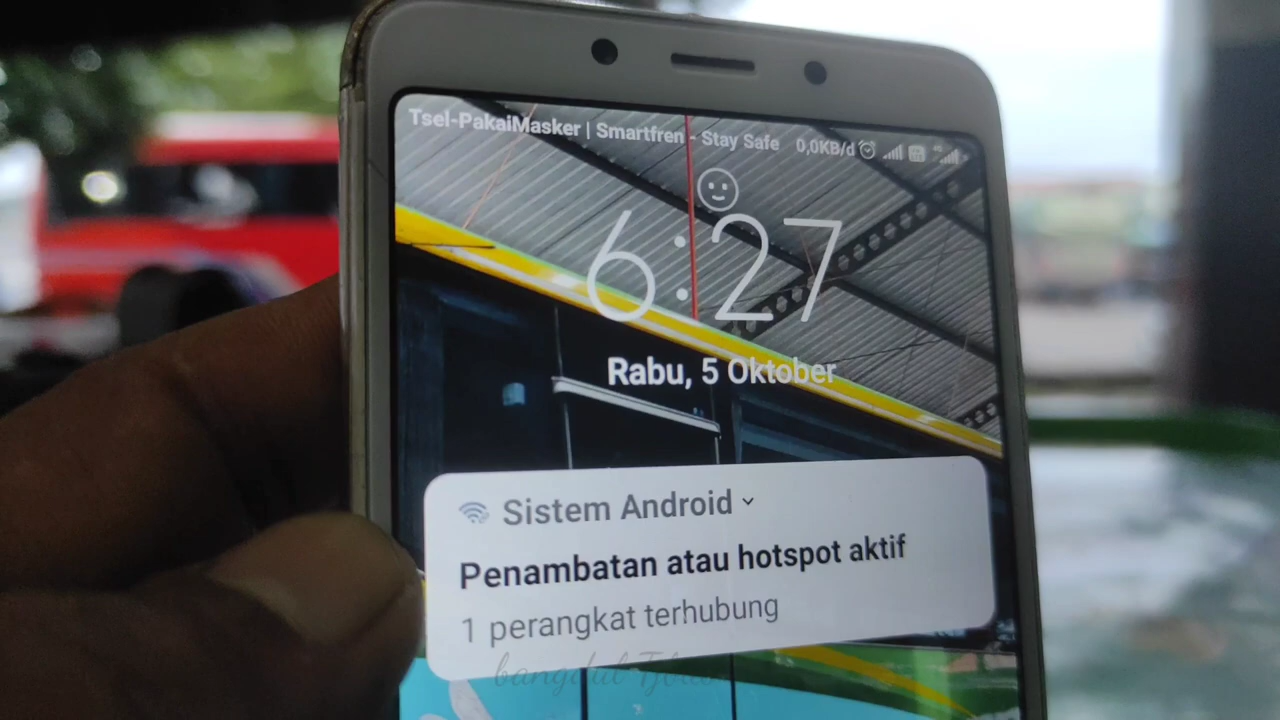 Tsel-PakaiMasker | Smartfren - Stay Safe 0,0KB/d
6:27
Rabu, 5 Oktober
Sistem Android
Penambatan atau hotspot aktif
1 perangkat terhubung
bangdul